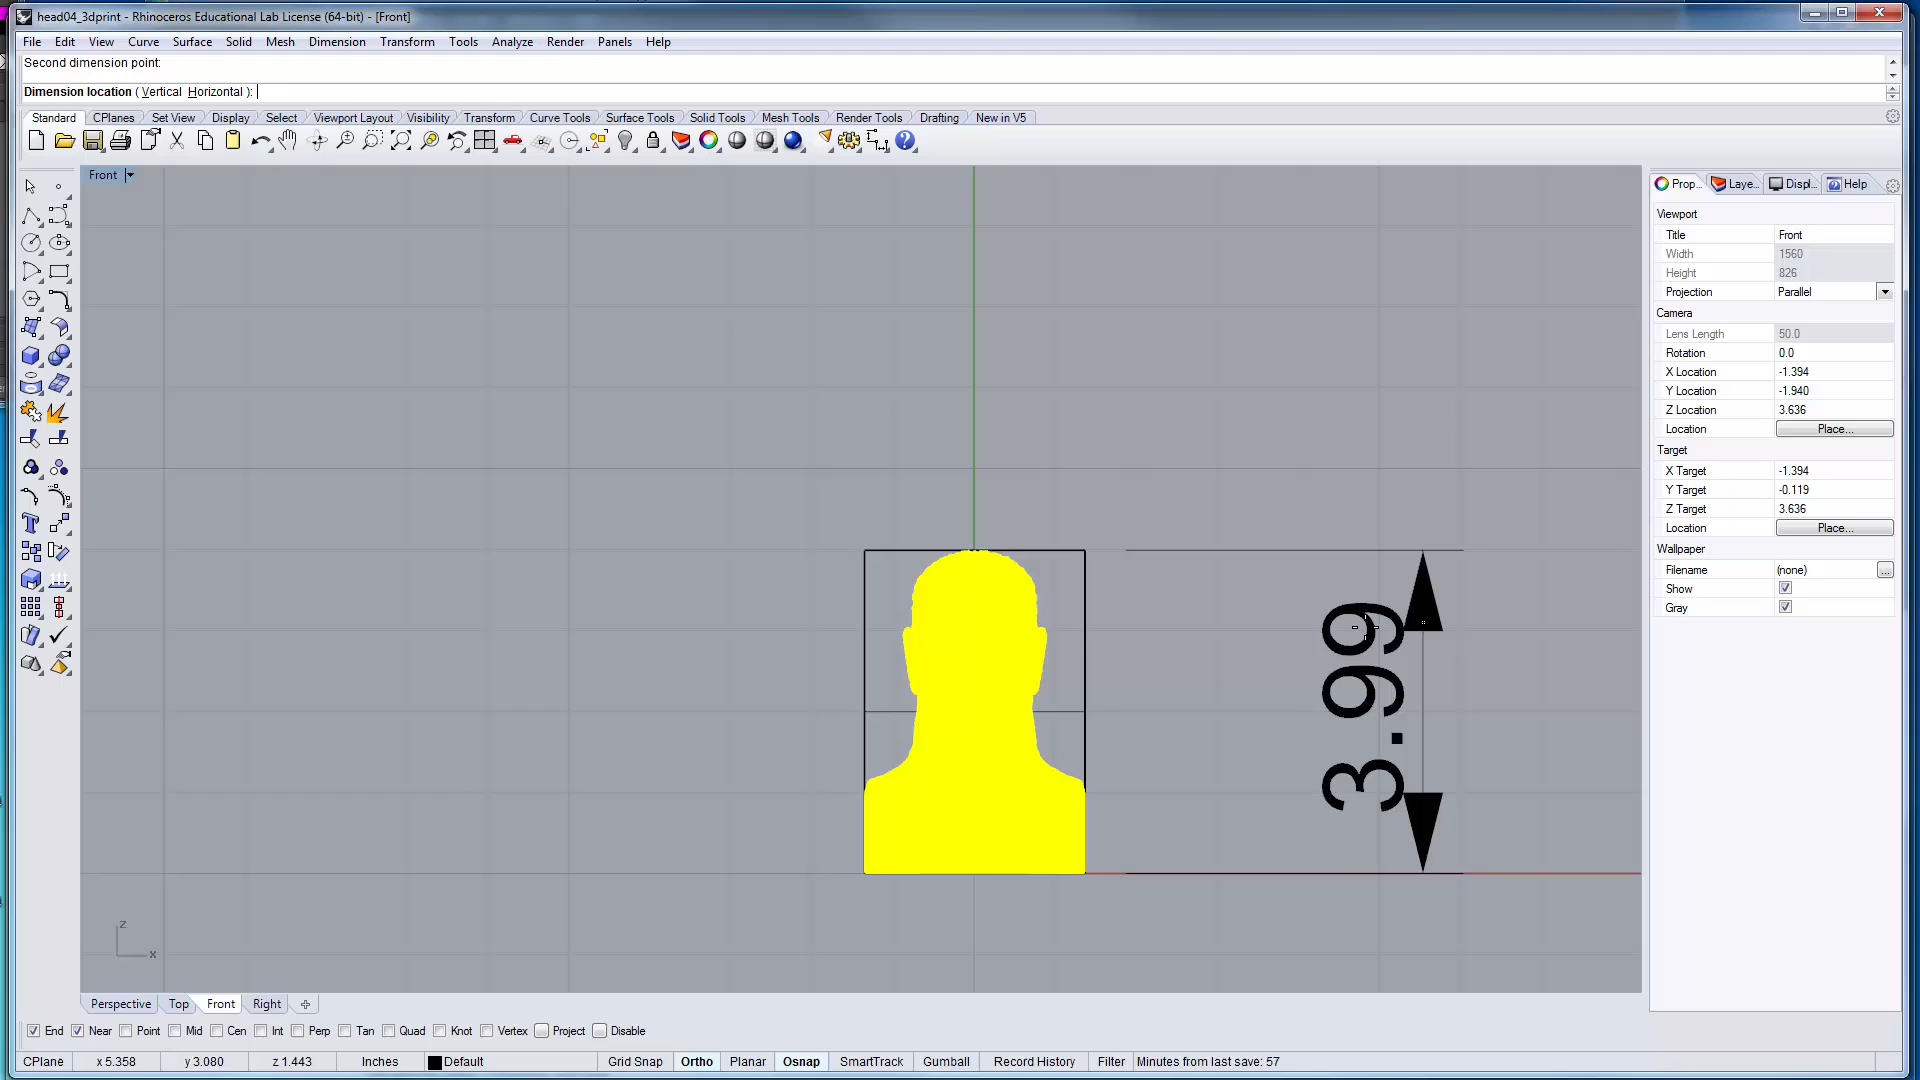 head04_3dprint - Rhinoceros Educational Lab License (64-bit) - [Front]
File Edit View Curve Surface Solid Mesh Dimension Transform Tools Analyze Render Panels Help
Second dimension point:
Dimension location ( Vertical Horizontal ):
Standard CPlanes Set View Display Select Viewport Layout Visibility Transform Curve Tools Surface Tools Solid Tools Mesh Tools Render Tools Drafting New in V5
Front
Prop... Laye... Displ... Help
Viewport
Title Front
Width 1560
Height 826
Projection Parallel
Camera
Lens Length 50.0
Rotation 0.0
X Location -1.394
Y Location -1.940
Z Location 3.636
Location Place...
Target
X Target -1.394
Y Target -0.119
Z Target 3.636
Location Place...
Wallpaper
Filename (none) ...
Show
Gray
3.99
z
x
Perspective Top Front Right
End Near Point Mid Cen Int Perp Tan Quad Knot Vertex Project Disable
CPlane x 5.358 y 3.080 z 1.443 Inches Default Grid Snap Ortho Planar Osnap SmartTrack Gumball Record History Filter Minutes from last save: 57